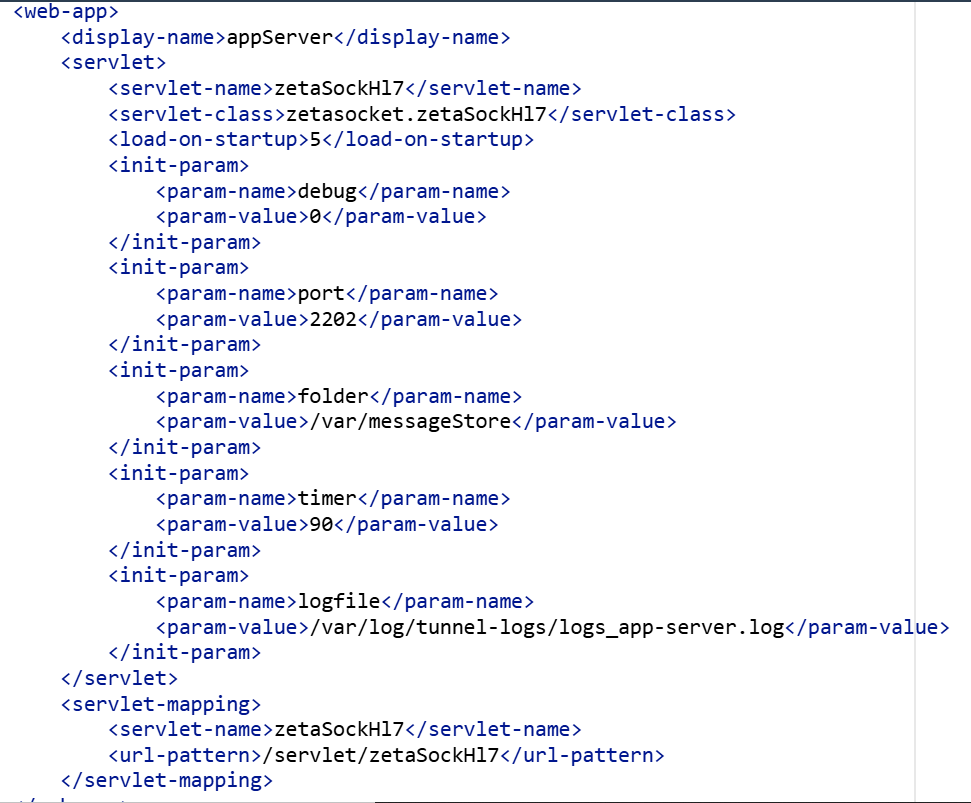 <web-app>
<display-name>appServer</display-name>
<servlet>
<servlet-name>zetaSockHl7</servlet-name>
<servlet-class>zetasocket.zetaSockHl7</servlet-class>
<load-on-startup>5</load-on-startup>
<init-param>
<param-name>debug</param-name>
<param-value>0</param-value>
</init-param>
<init-param>
<param-name>port</param-name>
<param-value>2202</param-value>
</init-param>
<init-param>
<param-name>folder</param-name>
<param-value>/var/messageStore</param-value>
</init-param>
<init-param>
<param-name>timer</param-name>
<param-value>90</param-value>
</init-param>
<init-param>
<param-name>logfile</param-name>
<param-value>/var/log/tunnel-logs/logs_app-server.log</param-value>
</init-param>
</servlet>
<servlet-mapping>
<servlet-name>zetaSockHl7</servlet-name>
<url-pattern>/servlet/zetaSockHl7</url-pattern>
</servlet-mapping>